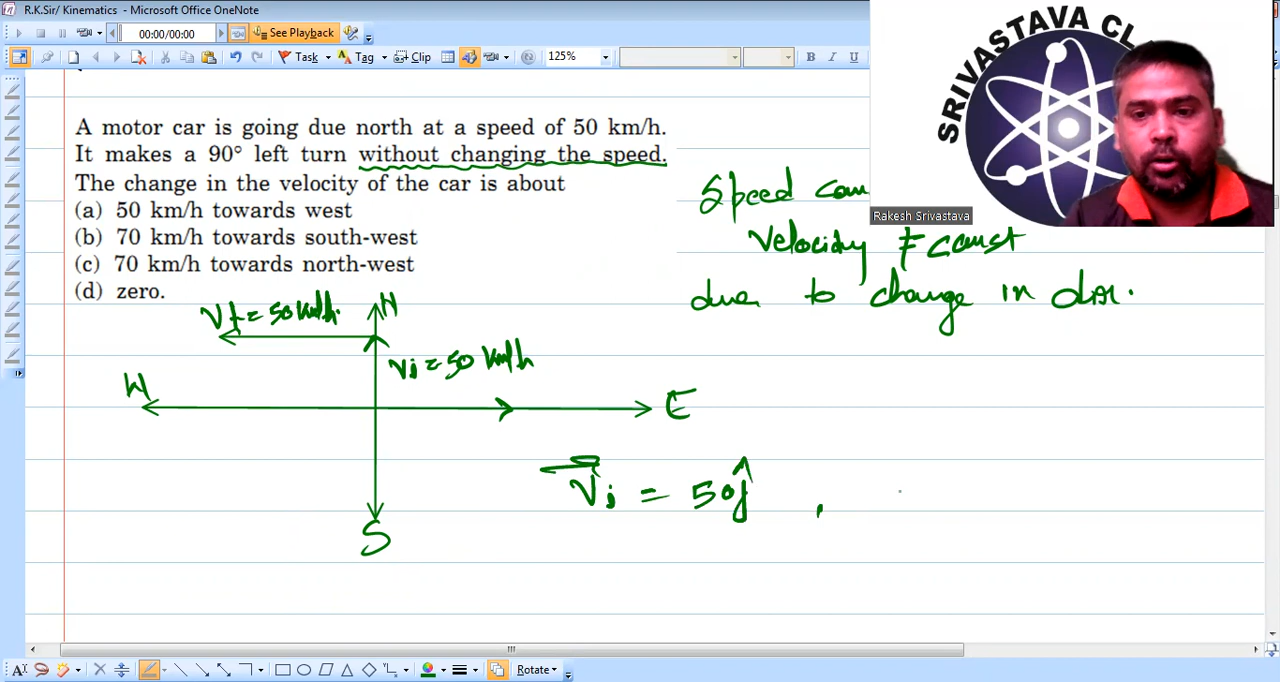 R.K.Sir/ Kinematics - Microsoft Office OneNote
00:00/00:00
See Playback
Task
Tag
Clip
125%
B I U
SRIVASTAVA CL
Rakesh Srivastava
A motor car is going due north at a speed of 50 km/h.
It makes a 90° left turn without changing the speed.
The change in the velocity of the car is about
(a) 50 km/h towards west
(b) 70 km/h towards south-west
(c) 70 km/h towards north-west
(d) zero.
Speed con
Velocity ≠ const
due to change in dir.
N
Vf = 50 km/h.
Vi = 50 km/h
W
E
S
Vi = 50ĵ ,
Rotate